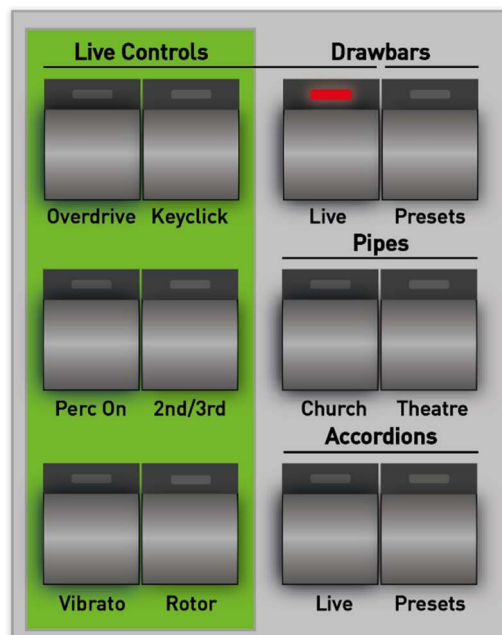 Live Controls Drawbars
Overdrive Keyclick Live Presets
Pipes
Perc On 2nd/3rd Church Theatre
Accordions
Vibrato Rotor Live Presets